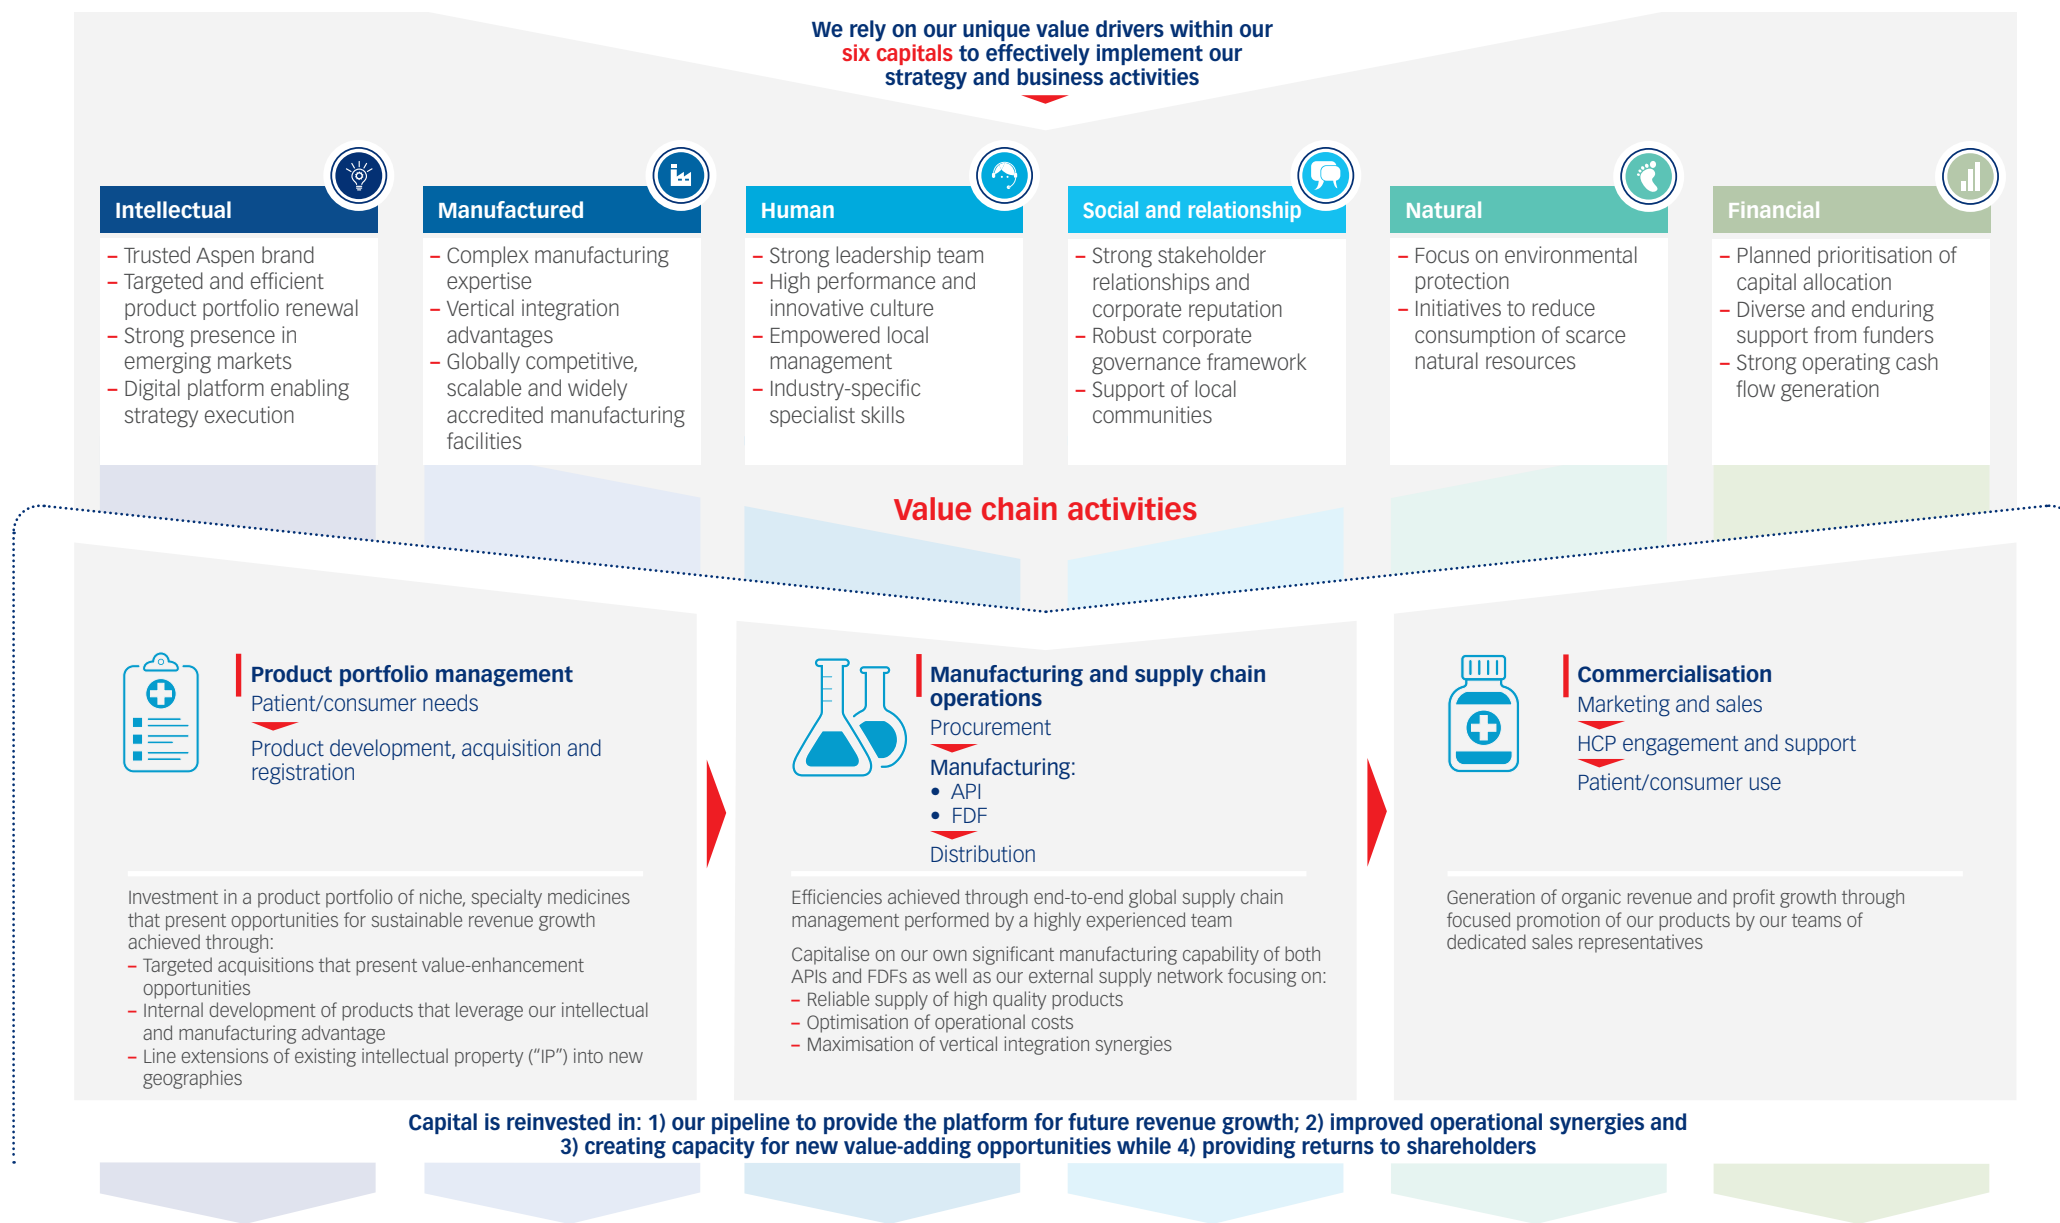 We rely on our unique value drivers within our
six capitals to effectively implement our
strategy and business activities
Intellectual
– Trusted Aspen brand
– Targeted and efficient
product portfolio renewal
– Strong presence in
emerging markets
– Digital platform enabling
strategy execution
Manufactured
– Complex manufacturing
expertise
– Vertical integration
advantages
– Globally competitive,
scalable and widely
accredited manufacturing
facilities
Human
– Strong leadership team
– High performance and
innovative culture
– Empowered local
management
– Industry-specific
specialist skills
Social and relationship
– Strong stakeholder
relationships and
corporate reputation
– Robust corporate
governance framework
– Support of local
communities
Natural
– Focus on environmental
protection
– Initiatives to reduce
consumption of scarce
natural resources
Financial
– Planned prioritisation of
capital allocation
– Diverse and enduring
support from funders
– Strong operating cash
flow generation
Value chain activities
Product portfolio management
Patient/consumer needs
Product development, acquisition and
registration
Investment in a product portfolio of niche, specialty medicines
that present opportunities for sustainable revenue growth
achieved through:
– Targeted acquisitions that present value-enhancement
opportunities
– Internal development of products that leverage our intellectual
and manufacturing advantage
– Line extensions of existing intellectual property (“IP”) into new
geographies
Manufacturing and supply chain
operations
Procurement
Manufacturing:
• API
• FDF
Distribution
Efficiencies achieved through end-to-end global supply chain
management performed by a highly experienced team
Capitalise on our own significant manufacturing capability of both
APIs and FDFs as well as our external supply network focusing on:
– Reliable supply of high quality products
– Optimisation of operational costs
– Maximisation of vertical integration synergies
Commercialisation
Marketing and sales
HCP engagement and support
Patient/consumer use
Generation of organic revenue and profit growth through
focused promotion of our products by our teams of
dedicated sales representatives
Capital is reinvested in: 1) our pipeline to provide the platform for future revenue growth; 2) improved operational synergies and
3) creating capacity for new value-adding opportunities while 4) providing returns to shareholders